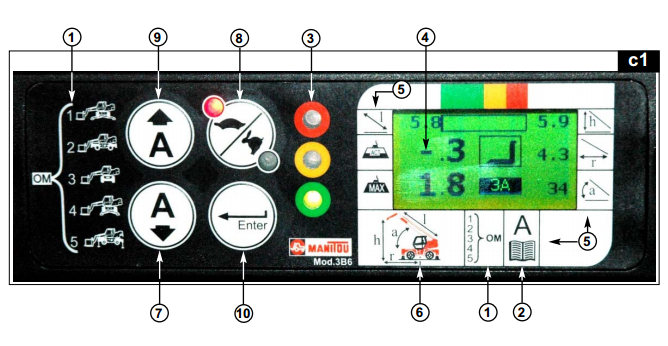 c1
1 9 8 3 4
5
1
2
3
4
5
OM
A
A
Enter
MANITOU
Mod.3B6
l
ACT
MAX
5.8 5.9
-.3 4.3
1.8 3A 34
h
r
a
h a l r
1
2
3
4
5
OM
A
5
7 10 6 1 2